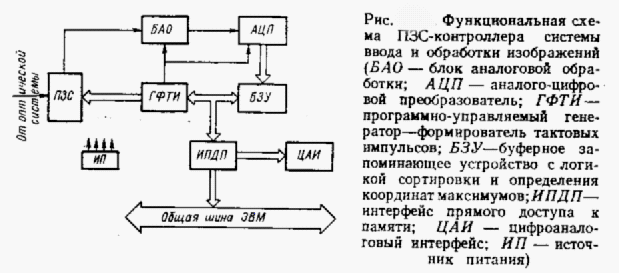 БАО
АЦП
От оптической
системы
ПЗС
ГФТИ
БЗУ
ИП
ИПДП
ЦАИ
Общая шина ЭВМ
Рис. Функциональная схе-
ма ПЗС-контроллера системы
ввода и обработки изображений
(БАО — блок аналоговой обра-
ботки; АЦП — аналого-цифро-
вой преобразователь; ГФТИ —
программно-управляемый гене-
ратор—формирователь тактовых
импульсов; БЗУ—буферное за-
поминающее устройство с логи-
кой сортировки и определения
координат максимумов; ИПДП—
интерфейс прямого доступа к
памяти; ЦАИ — цифроанало-
говый интерфейс; ИП — источ-
ник питания)